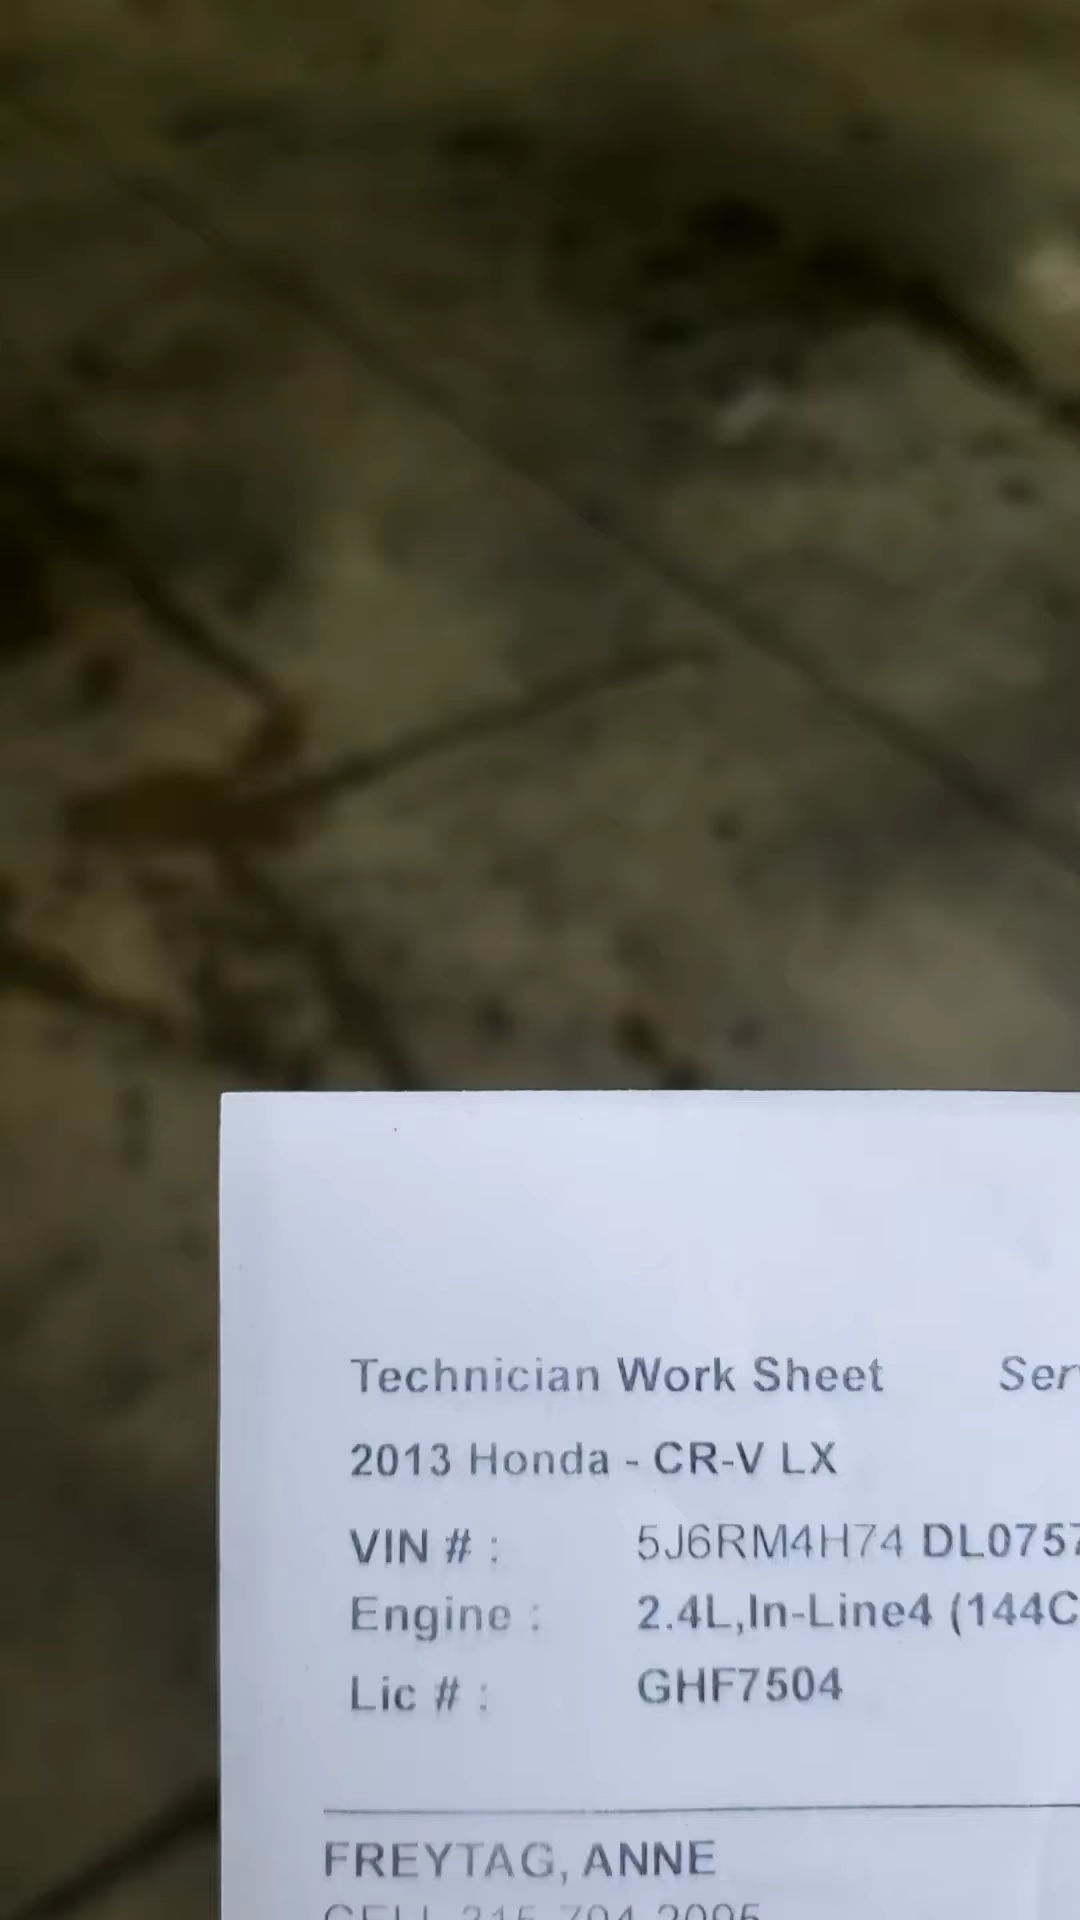 Technician Work Sheet
2013 Honda - CR-V LX
VIN # : 5J6RM4H74 DL0757
Engine : 2.4L,In-Line4 (144C
Lic # : GHF7504
FREYTAG, ANNE